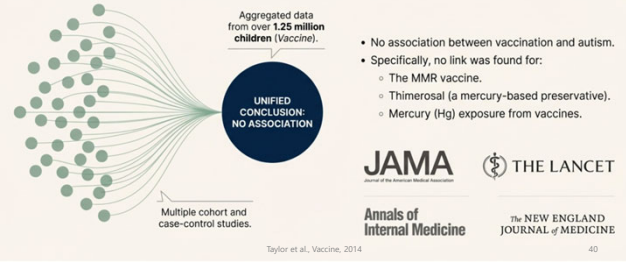 Aggregated data
from over 1.25 million
children (Vaccine).
UNIFIED
CONCLUSION:
NO ASSOCIATION
Multiple cohort and
case-control studies.
• No association between vaccination and autism.
• Specifically, no link was found for:
◦ The MMR vaccine.
◦ Thimerosal (a mercury-based preservative).
◦ Mercury (Hg) exposure from vaccines.
JAMA
Journal of the American Medical Association
THE LANCET
Annals of
Internal Medicine
The NEW ENGLAND
JOURNAL of MEDICINE
Taylor et al., Vaccine, 2014
40